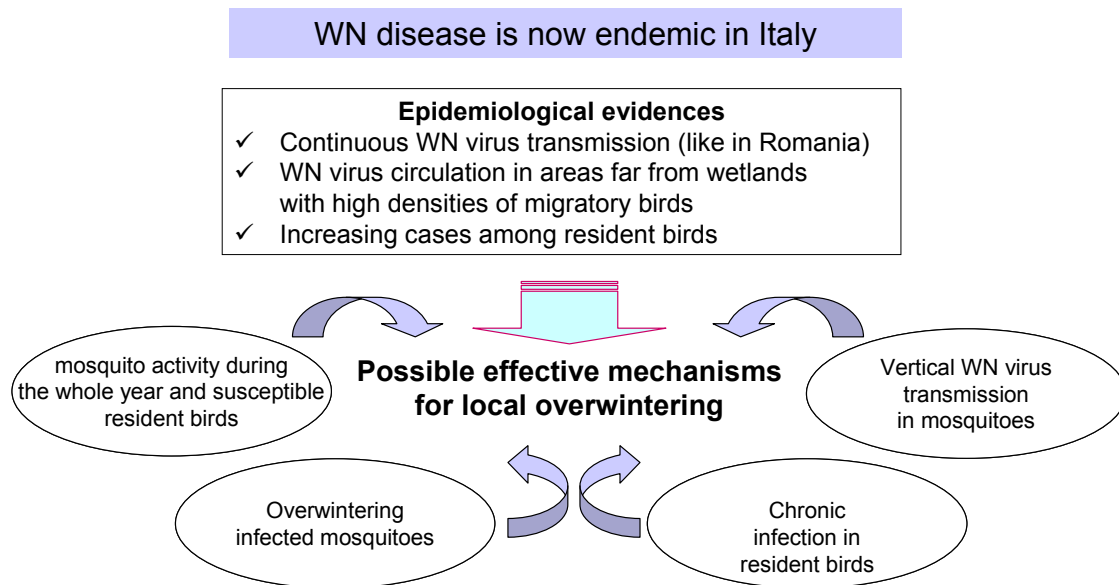 WN disease is now endemic in Italy
Epidemiological evidences
✓ Continuous WN virus transmission (like in Romania)
✓ WN virus circulation in areas far from wetlands
with high densities of migratory birds
✓ Increasing cases among resident birds
mosquito activity during
the whole year and susceptible
resident birds
Possible effective mechanisms
for local overwintering
Vertical WN virus
transmission
in mosquitoes
Overwintering
infected mosquitoes
Chronic
infection in
resident birds